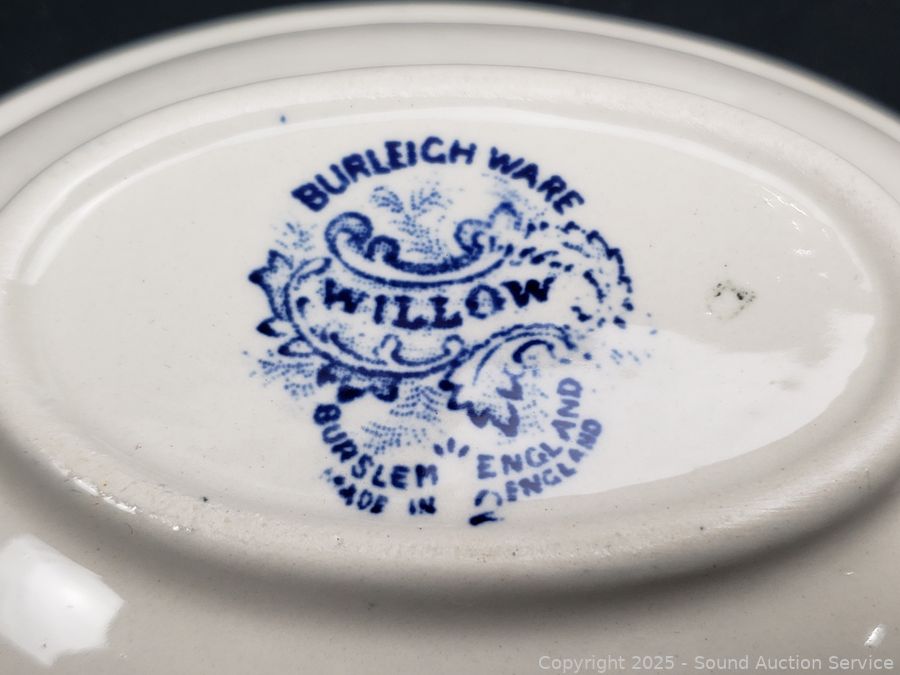 BURLEIGH WARE
WILLOW
BURSLEM ENGLAND
MADE IN ENGLAND
Copyright 2025 - Sound Auction Service